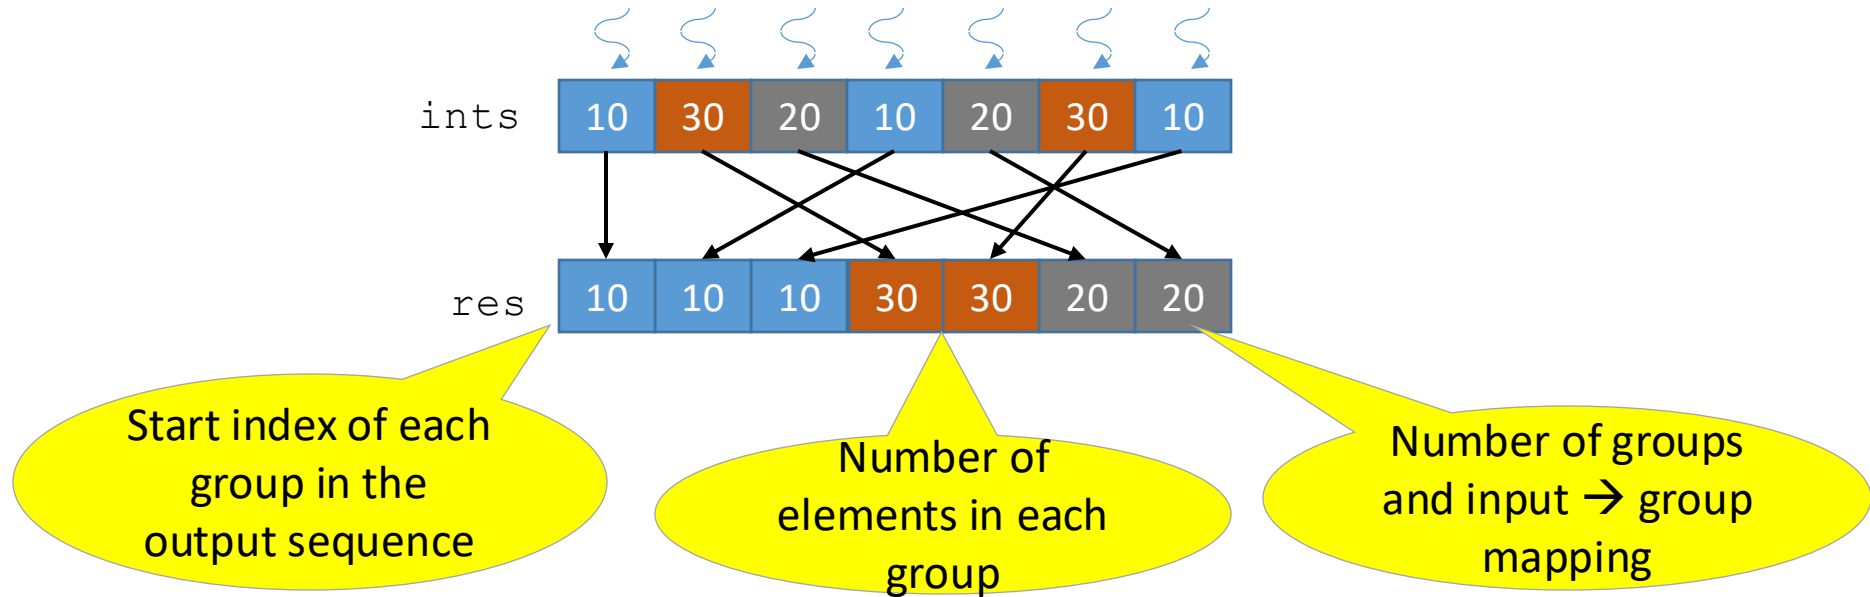 ints 10 30 20 10 20 30 10
res 10 10 10 30 30 20 20
Start index of each
group in the
output sequence
Number of
elements in each
group
Number of groups
and input → group
mapping